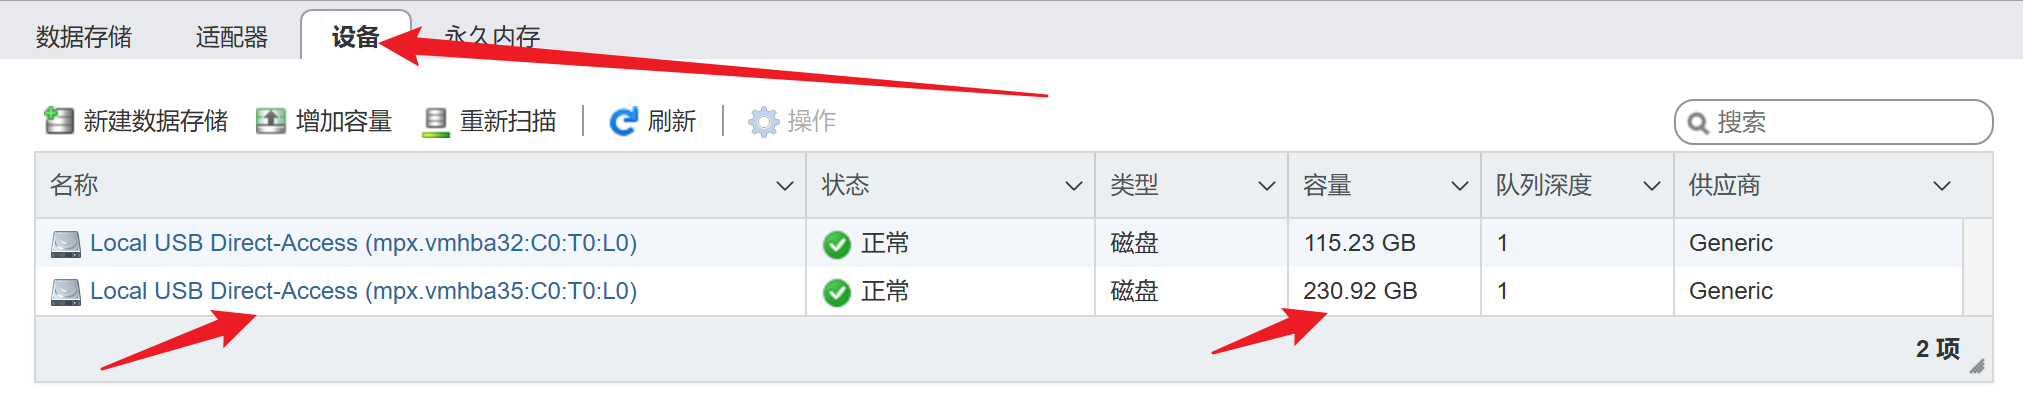 数据存储 适配器 设备 永久内存
新建数据存储 增加容量 重新扫描 刷新 操作 搜索
名称 状态 类型 容量 队列深度 供应商
Local USB Direct-Access (mpx.vmhba32:C0:T0:L0) 正常 磁盘 115.23 GB 1 Generic
Local USB Direct-Access (mpx.vmhba35:C0:T0:L0) 正常 磁盘 230.92 GB 1 Generic
2 项